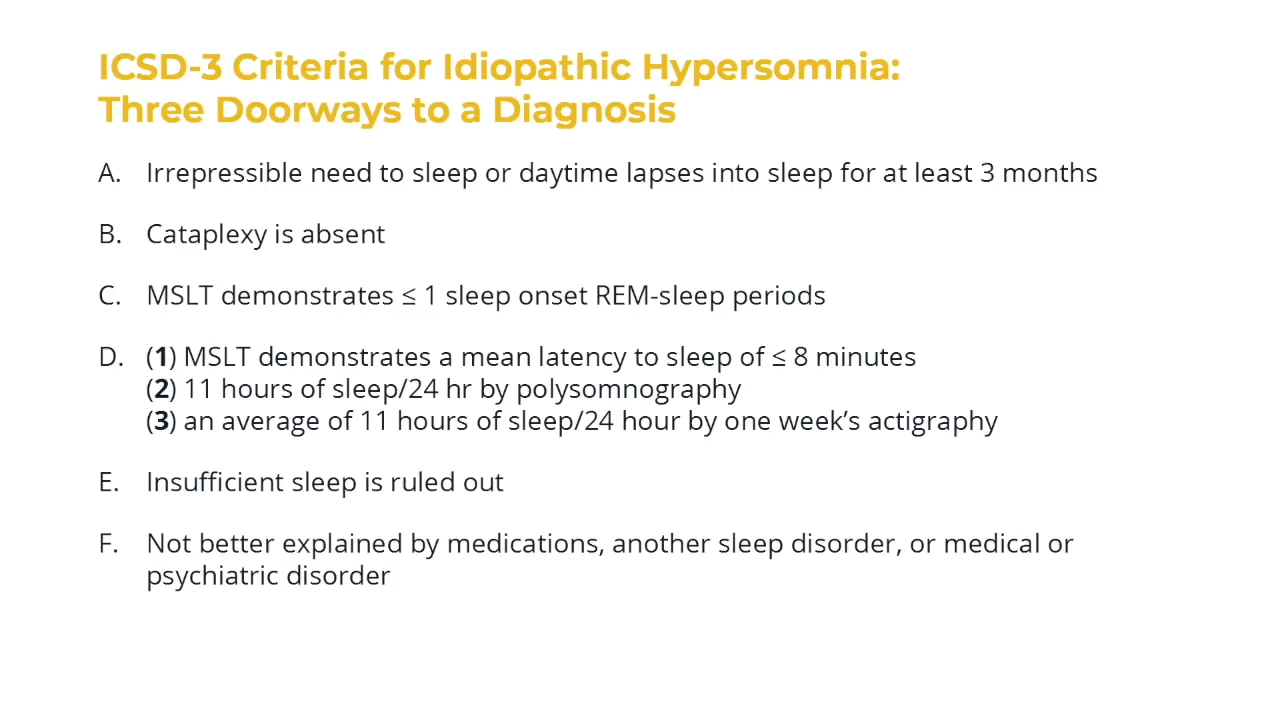 ICSD-3 Criteria for Idiopathic Hypersomnia:
Three Doorways to a Diagnosis
A. Irrepressible need to sleep or daytime lapses into sleep for at least 3 months
B. Cataplexy is absent
C. MSLT demonstrates ≤ 1 sleep onset REM-sleep periods
D. (1) MSLT demonstrates a mean latency to sleep of ≤ 8 minutes
(2) 11 hours of sleep/24 hr by polysomnography
(3) an average of 11 hours of sleep/24 hour by one week’s actigraphy
E. Insufficient sleep is ruled out
F. Not better explained by medications, another sleep disorder, or medical or
psychiatric disorder